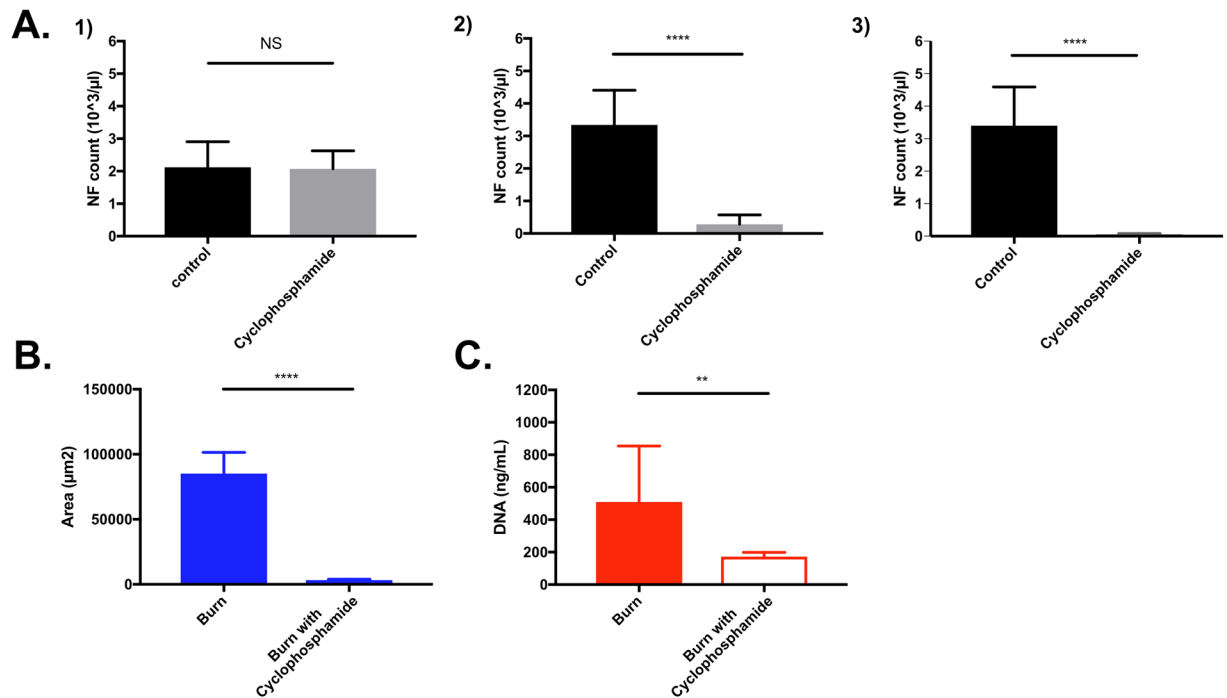 A.
1)
NS
NF count (10^3/µl)
6
5
4
3
2
1
0
control
Cyclophosphamide
2)
****
NF count (10^3/µl)
6
5
4
3
2
1
0
Control
Cyclophosphamide
3)
****
NF count (10^3/µl)
6
5
4
3
2
1
0
Control
Cyclophosphamide
B.
****
Area (µm2)
150000
100000
50000
0
Burn
Burn with
Cyclophosphamide
C.
**
DNA (ng/mL)
1200
1000
800
600
400
200
0
Burn
Burn with
Cyclophosphamide